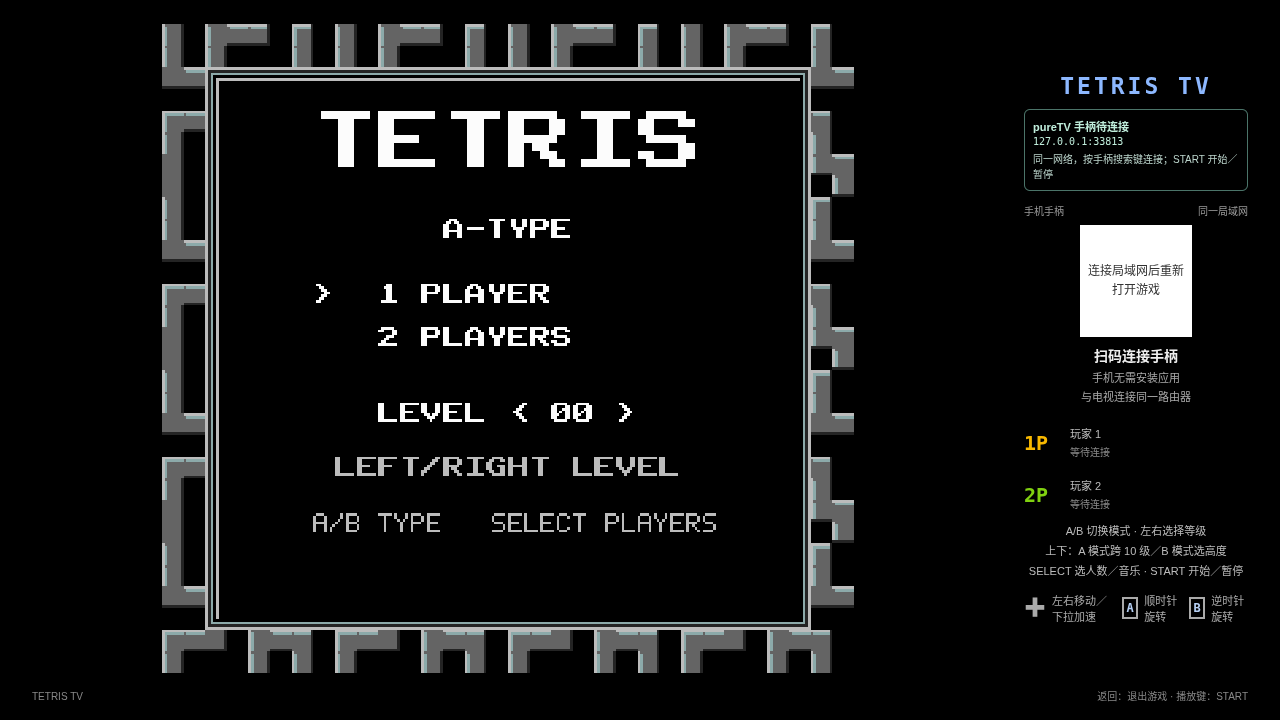 TETRIS
A-TYPE
> 1 PLAYER
2 PLAYERS
LEVEL < 00 >
LEFT/RIGHT LEVEL
A/B TYPE SELECT PLAYERS
TETRIS TV
pureTV 手柄待连接
127.0.0.1:33813
同一网络，按手柄搜索键连接；START 开始／
暂停
手机手柄 同一局域网
连接局域网后重新
打开游戏
扫码连接手柄
手机无需安装应用
与电视连接同一路由器
1P 玩家 1
等待连接
2P 玩家 2
等待连接
A/B 切换模式 · 左右选择等级
上下：A 模式跨 10 级／B 模式选高度
SELECT 选人数／音乐 · START 开始／暂停
左右移动／
下拉加速
A 顺时针
旋转
B 逆时针
旋转
TETRIS TV
返回：退出游戏 · 播放键：START